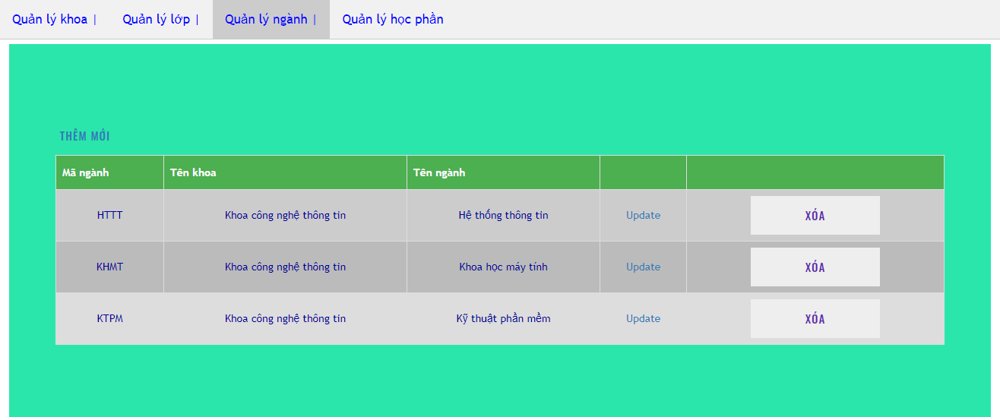 Quản lý khoa | Quản lý lớp | Quản lý ngành | Quản lý học phần
THÊM MỚI
Mã ngành Tên khoa Tên ngành
HTTT Khoa công nghệ thông tin Hệ thống thông tin Update XÓA
KHMT Khoa công nghệ thông tin Khoa học máy tính Update XÓA
KTPM Khoa công nghệ thông tin Kỹ thuật phần mềm Update XÓA